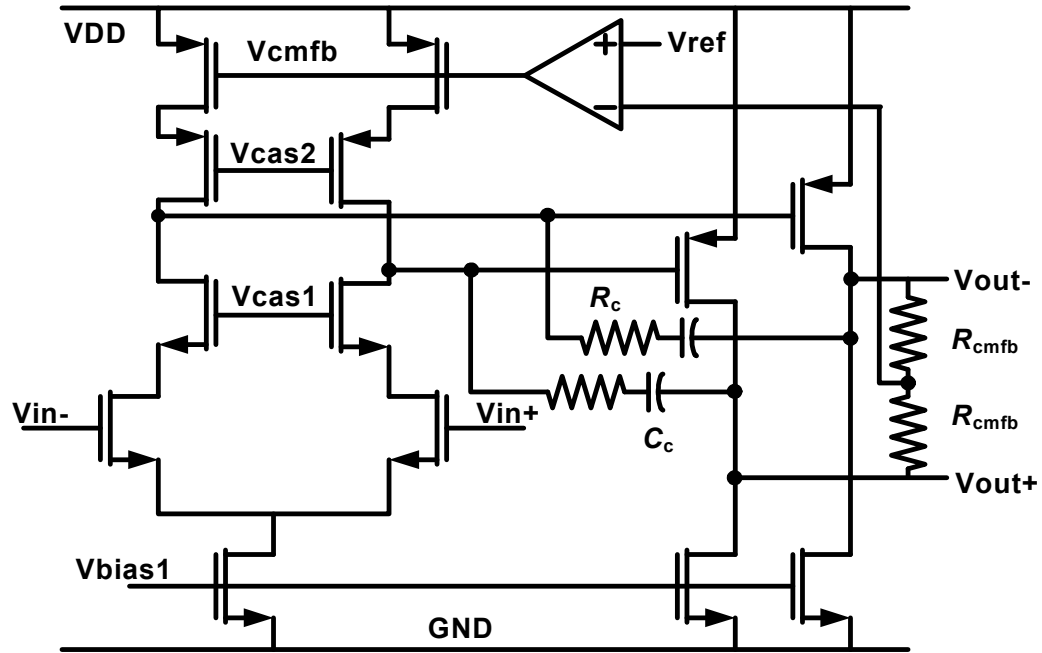 VDD
Vcmfb
+
Vref
−
Vcas2
Vcas1
Rc
Vout-
Rcmfb
Vin-
Vin+
Cc
Rcmfb
Vout+
Vbias1
GND